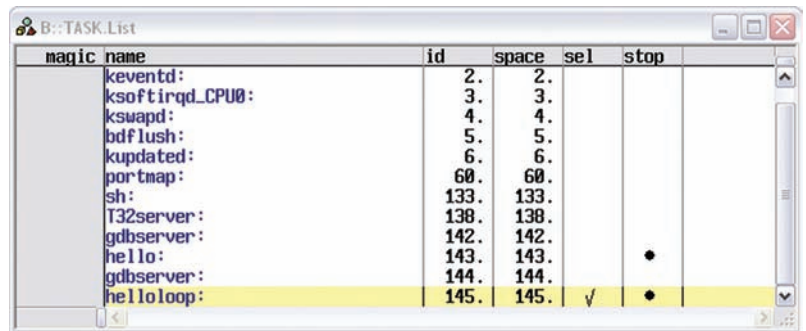 B::TASK.List
magic name id space sel stop
keventd: 2. 2.
ksoftirqd_CPU0: 3. 3.
kswapd: 4. 4.
bdflush: 5. 5.
kupdated: 6. 6.
portmap: 60. 60.
sh: 133. 133.
T32server: 138. 138.
gdbserver: 142. 142.
hello: 143. 143. ●
gdbserver: 144. 144.
helloloop: 145. 145. √ ●